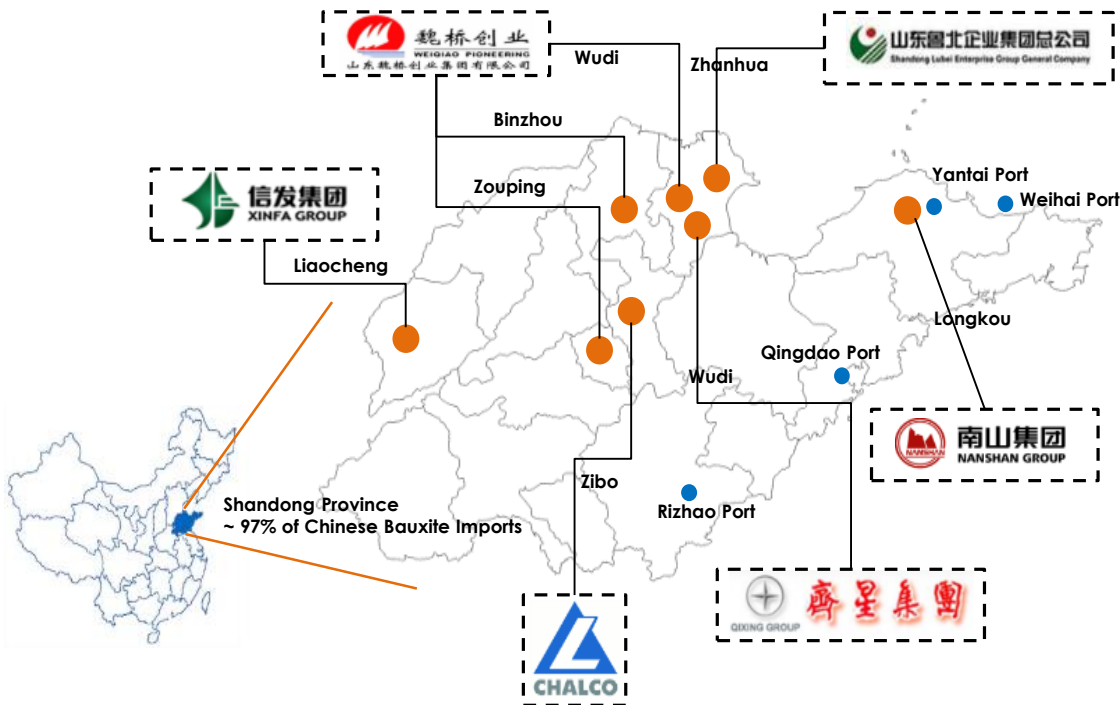 魏桥创业
WEIQIAO PIONEERING
山东魏桥创业集团有限公司
Wudi
Zhanhua
山东鲁北企业集团总公司
Shandong Lubei Enterprise Group General Company
Binzhou
信发集团
XINFA GROUP
Zouping
Yantai Port
Weihai Port
Liaocheng
Longkou
Qingdao Port
Wudi
南山集团
NANSHAN
NANSHAN GROUP
Zibo
Shandong Province
~ 97% of Chinese Bauxite Imports
Rizhao Port
齊星集團
QIXING GROUP
CHALCO